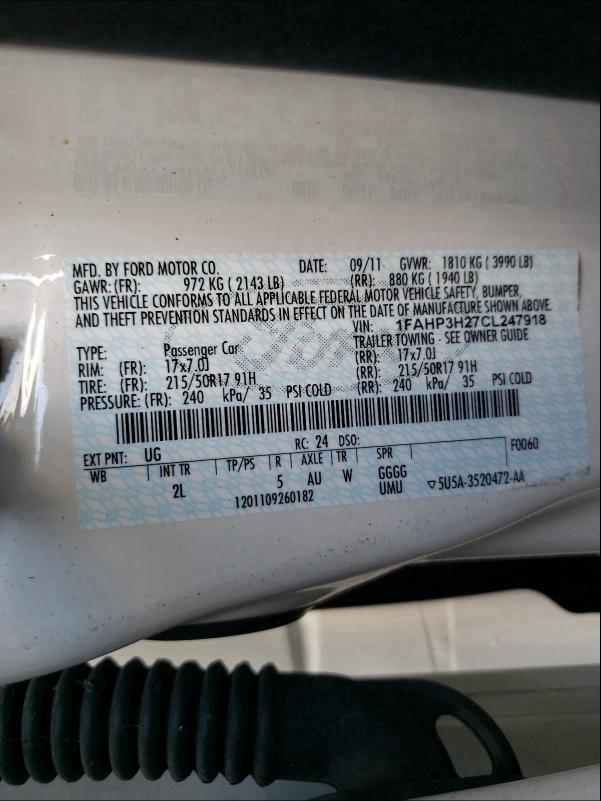 MFD. BY FORD MOTOR CO. DATE: 09/11 GVWR: 1810 KG ( 3990 LB)
GAWR: (FR): 972 KG ( 2143 LB) (RR): 880 KG ( 1940 LB)
THIS VEHICLE CONFORMS TO ALL APPLICABLE FEDERAL MOTOR VEHICLE SAFETY, BUMPER,
AND THEFT PREVENTION STANDARDS IN EFFECT ON THE DATE OF MANUFACTURE SHOWN ABOVE.
VIN: 1FAHP3H27CL247918
TYPE: Passenger Car TRAILER TOWING - SEE OWNER GUIDE
RIM: (FR): 17x7.0J (RR): 17x7.0J
TIRE: (FR): 215/50R17 91H (RR): 215/50R17 91H
PRESSURE: (FR): 240 kPa/ 35 PSI COLD (RR): 240 kPa/ 35 PSI COLD
EXT PNT: UG RC: 24 DSO: F0060
WB INT TR TP/PS R AXLE TR SPR
2L 5 AU W GGGG
1201109260182 UMU ▽5U5A-3520472-AA